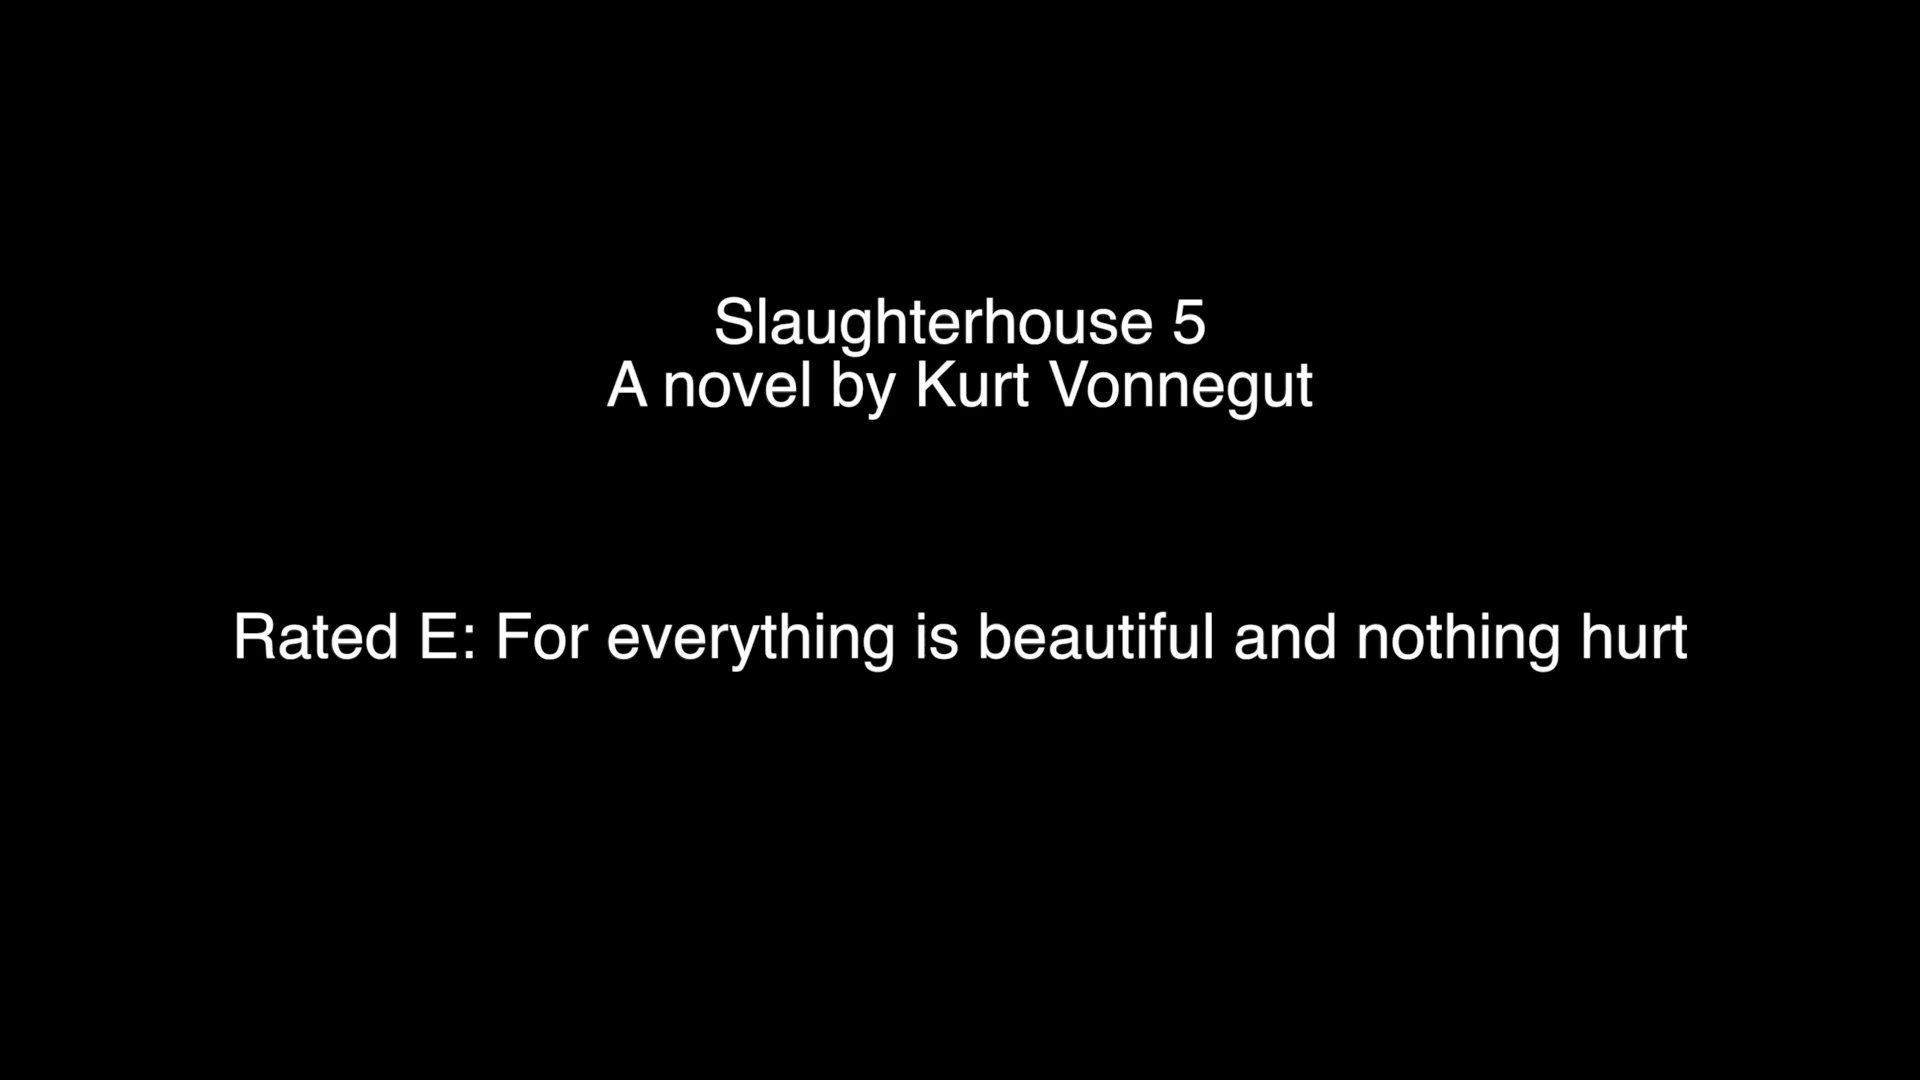 Slaughterhouse 5
A novel by Kurt Vonnegut
Rated E: For everything is beautiful and nothing hurt